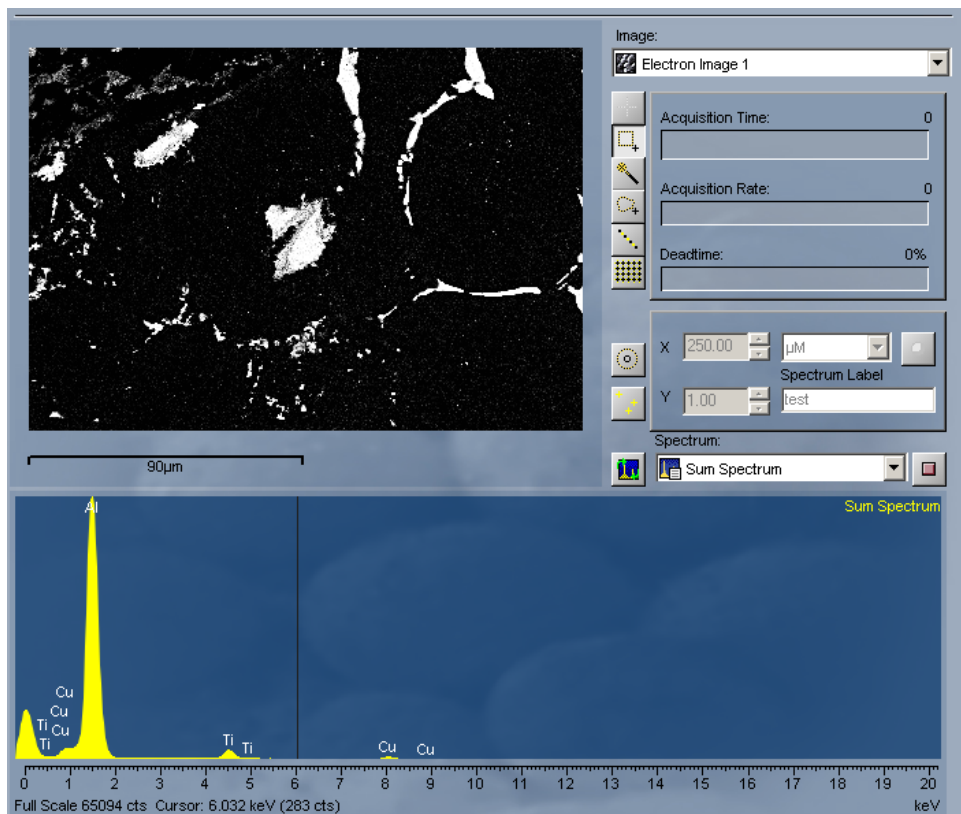 Image:
Electron Image 1
Acquisition Time: 0
Acquisition Rate: 0
Deadtime: 0%
X 250.00 µM
Spectrum Label
Y 1.00 test
90µm
Spectrum:
Sum Spectrum
Sum Spectrum
Al
Cu
Cu
Ti Cu
Ti
Ti Ti
Cu Cu
0 1 2 3 4 5 6 7 8 9 10 11 12 13 14 15 16 17 18 19 20
Full Scale 65094 cts Cursor: 6.032 keV (283 cts) keV